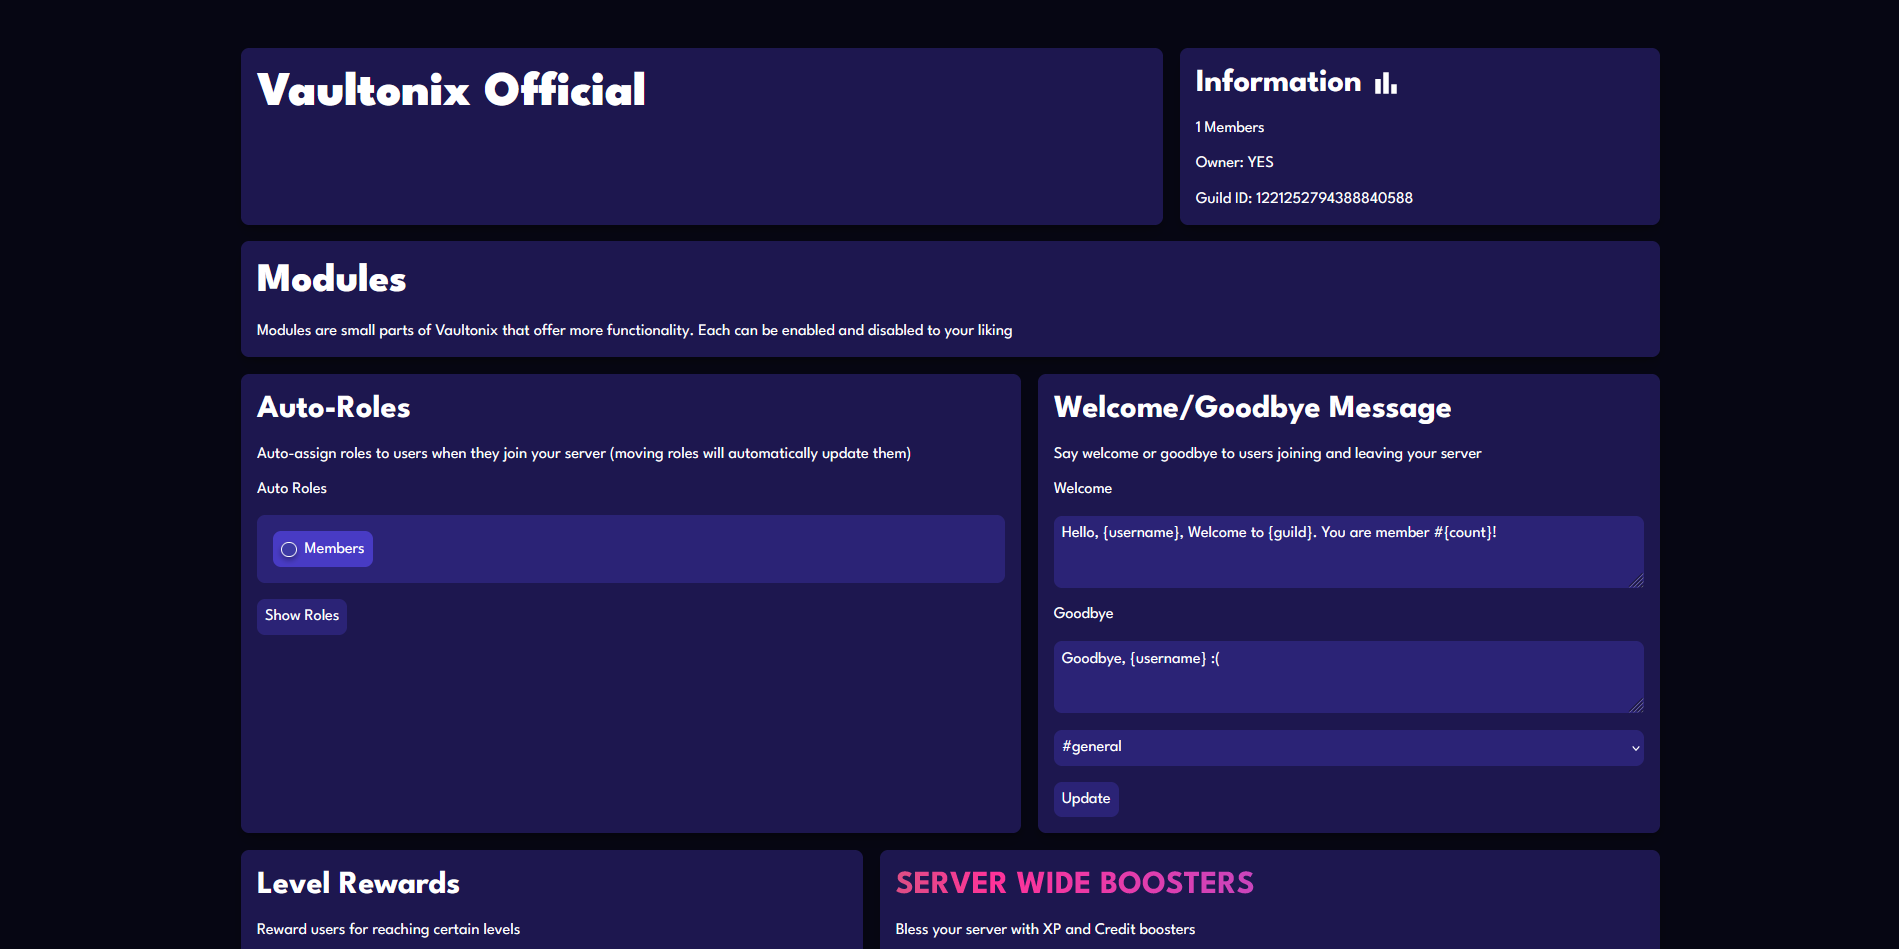 Vaultonix Official
Information
1 Members
Owner: YES
Guild ID: 1221252794388840588
Modules
Modules are small parts of Vaultonix that offer more functionality. Each can be enabled and disabled to your liking
Auto-Roles
Auto-assign roles to users when they join your server (moving roles will automatically update them)
Auto Roles
Members
Show Roles
Welcome/Goodbye Message
Say welcome or goodbye to users joining and leaving your server
Welcome
Hello, {username}, Welcome to {guild}. You are member #{count}!
Goodbye
Goodbye, {username} :(
#general
Update
Level Rewards
Reward users for reaching certain levels
SERVER WIDE BOOSTERS
Bless your server with XP and Credit boosters